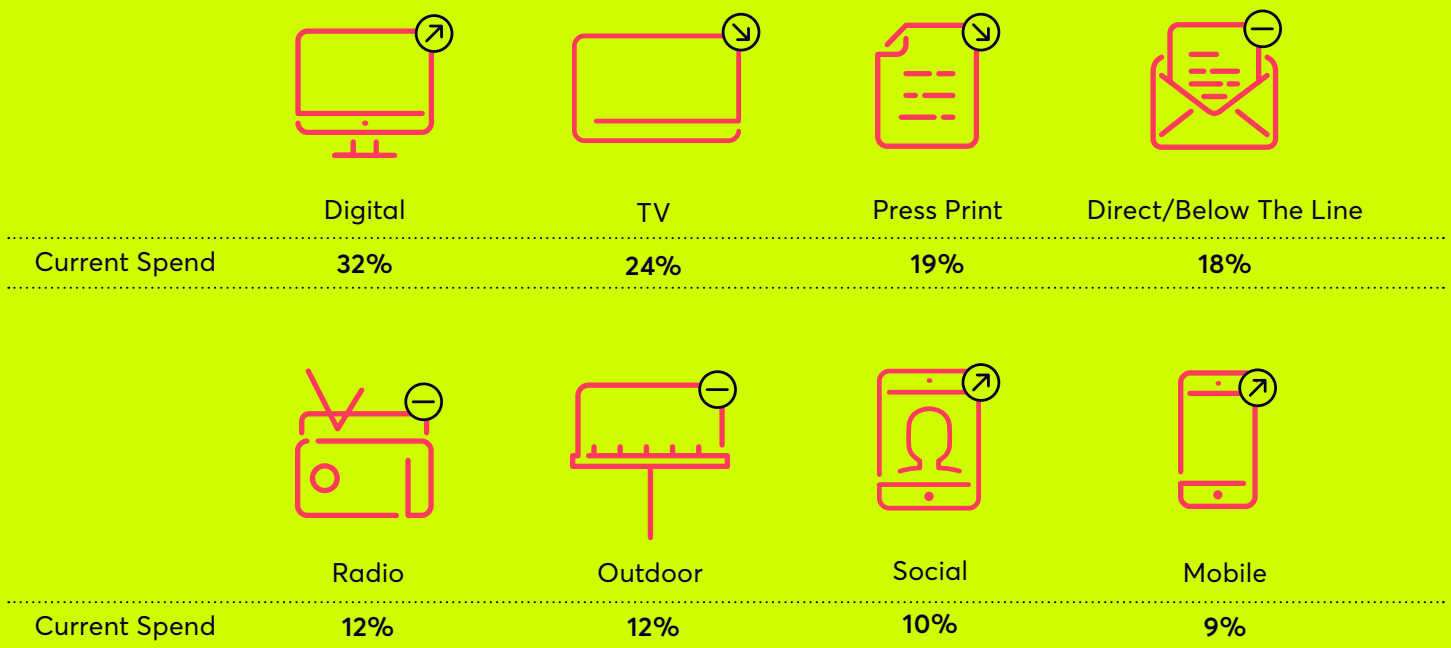 Digital TV Press Print Direct/Below The Line
Current Spend 32% 24% 19% 18%
Radio Outdoor Social Mobile
Current Spend 12% 12% 10% 9%